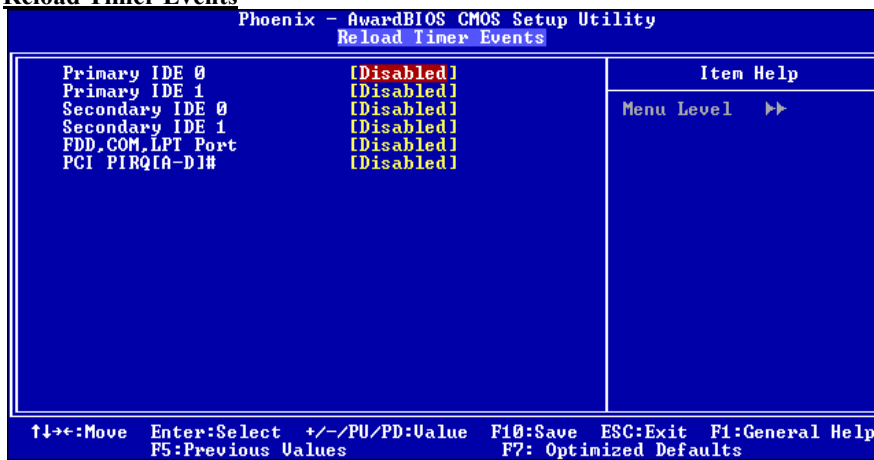 Reload Timer Events
Phoenix - AwardBIOS CMOS Setup Utility
Reload Timer Events
Primary IDE 0 [Disabled]
Primary IDE 1 [Disabled]
Secondary IDE 0 [Disabled]
Secondary IDE 1 [Disabled]
FDD,COM,LPT Port [Disabled]
PCI PIRQ[A-D]# [Disabled]
Item Help
Menu Level ▶▶
↑↓→←:Move Enter:Select +/-/PU/PD:Value F10:Save ESC:Exit F1:General Help
F5:Previous Values F7: Optimized Defaults